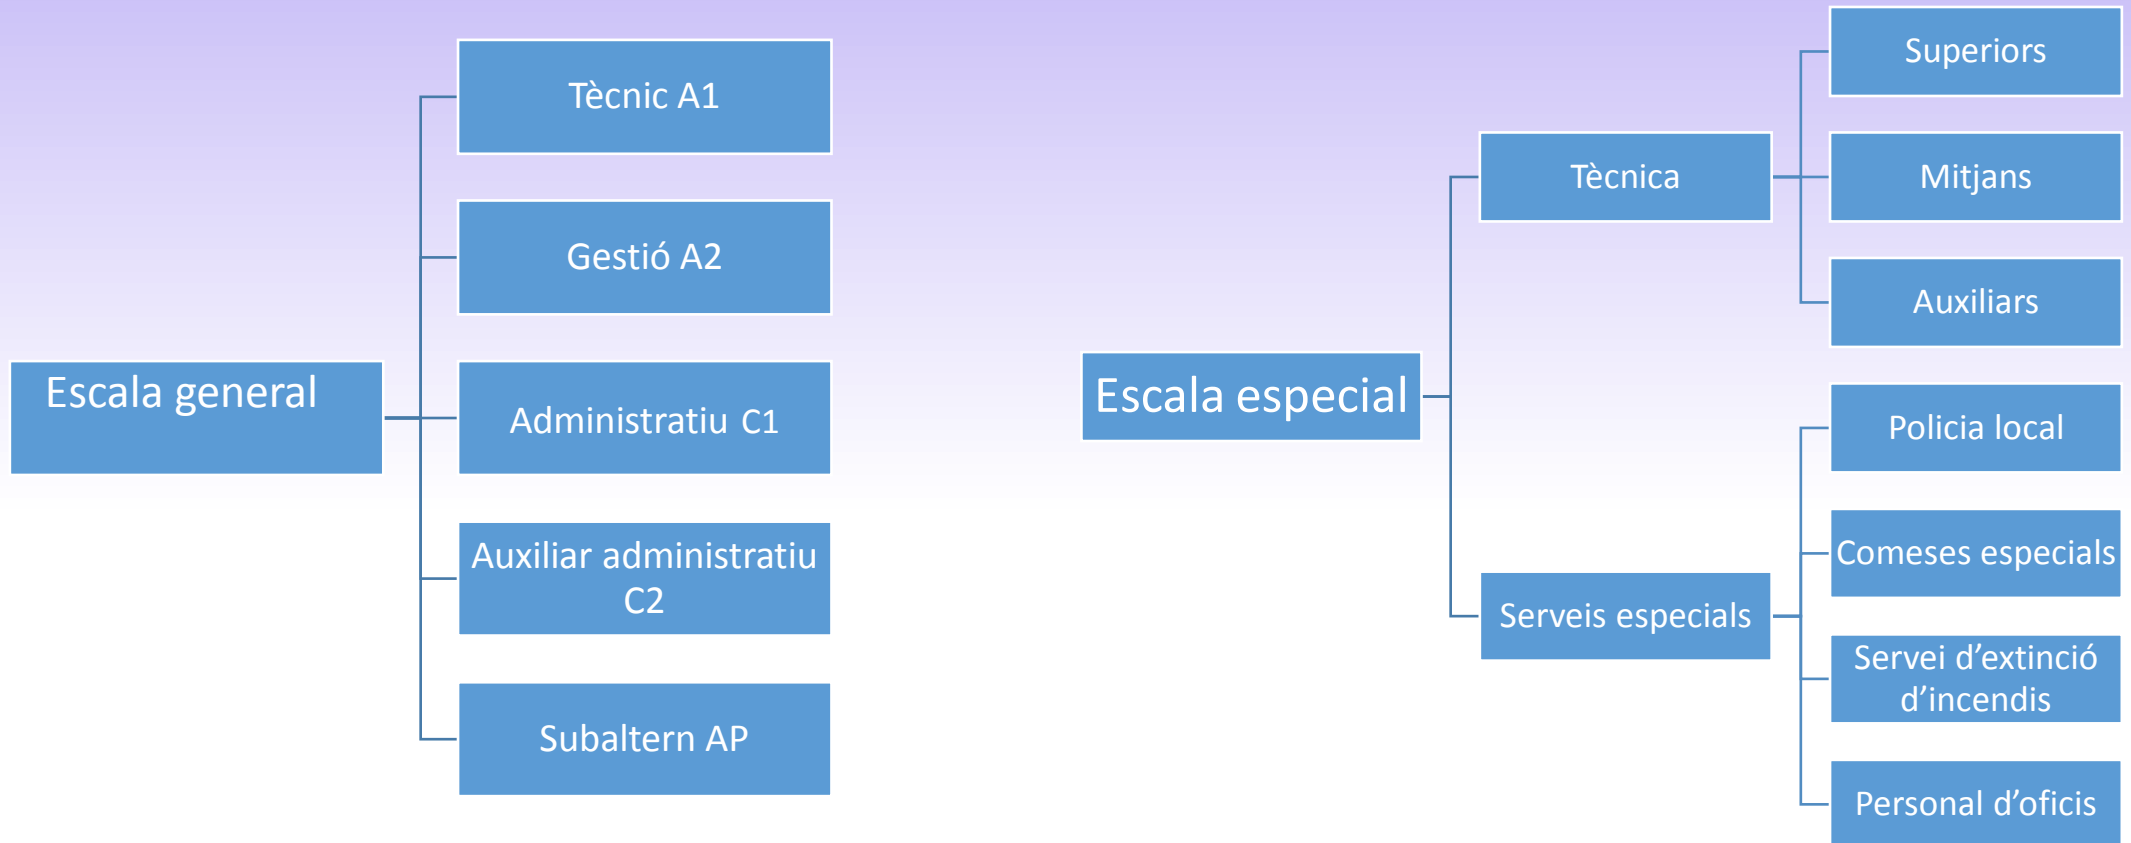 Escala general
Tècnic A1
Gestió A2
Administratiu C1
Auxiliar administratiu
C2
Subaltern AP
Escala especial
Tècnica
Superiors
Mitjans
Auxiliars
Serveis especials
Policia local
Comeses especials
Servei d’extinció
d’incendis
Personal d’oficis